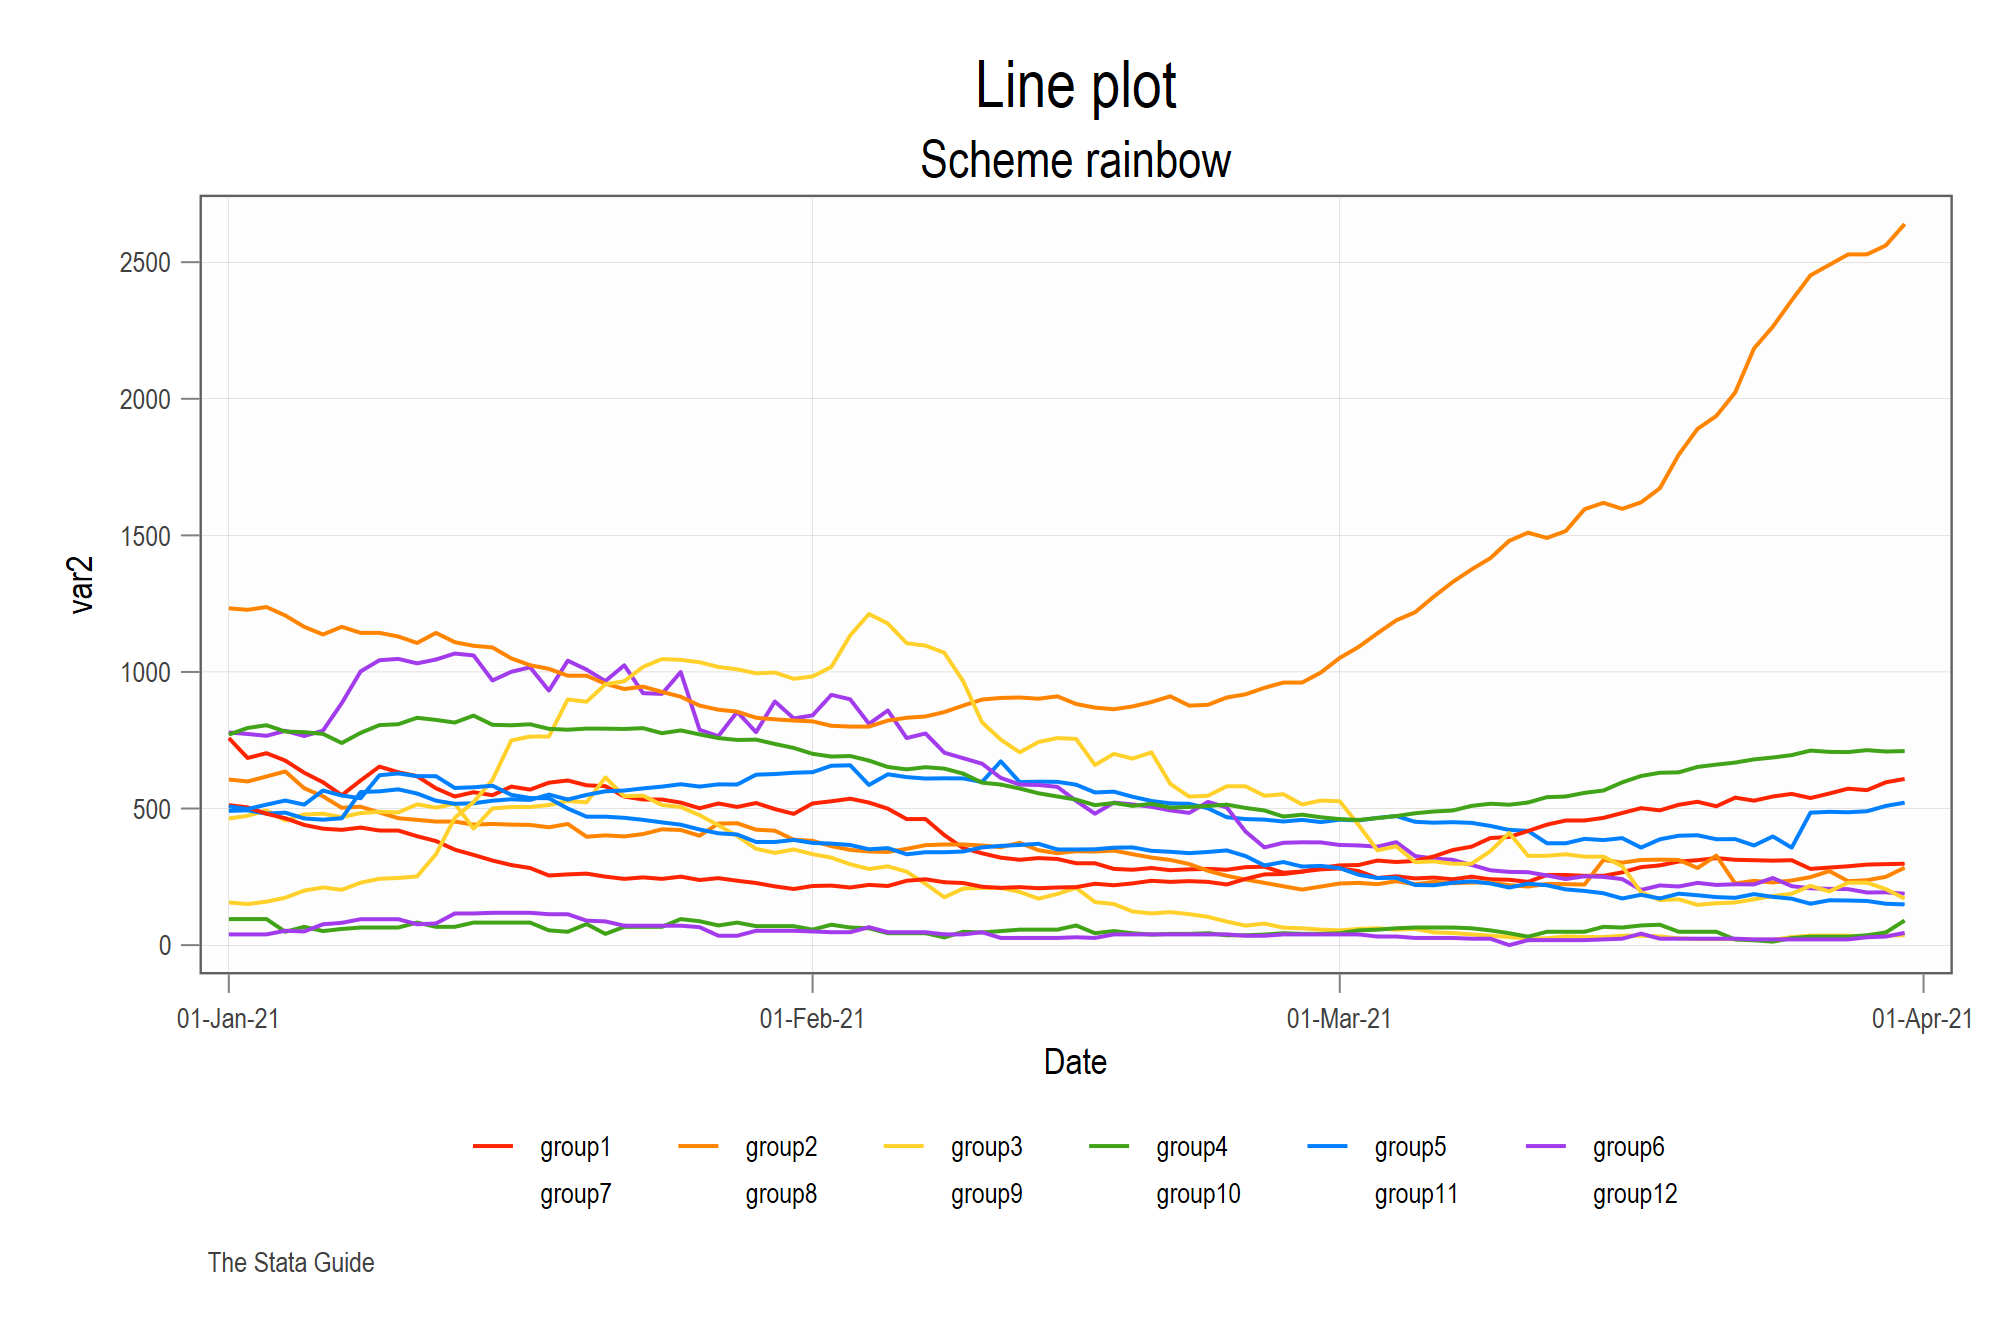 Line plot
Scheme rainbow
2500
2000
1500
1000
500
0
var2
01-Jan-21 01-Feb-21 01-Mar-21 01-Apr-21
Date
group1 group2 group3 group4 group5 group6
group7 group8 group9 group10 group11 group12
The Stata Guide